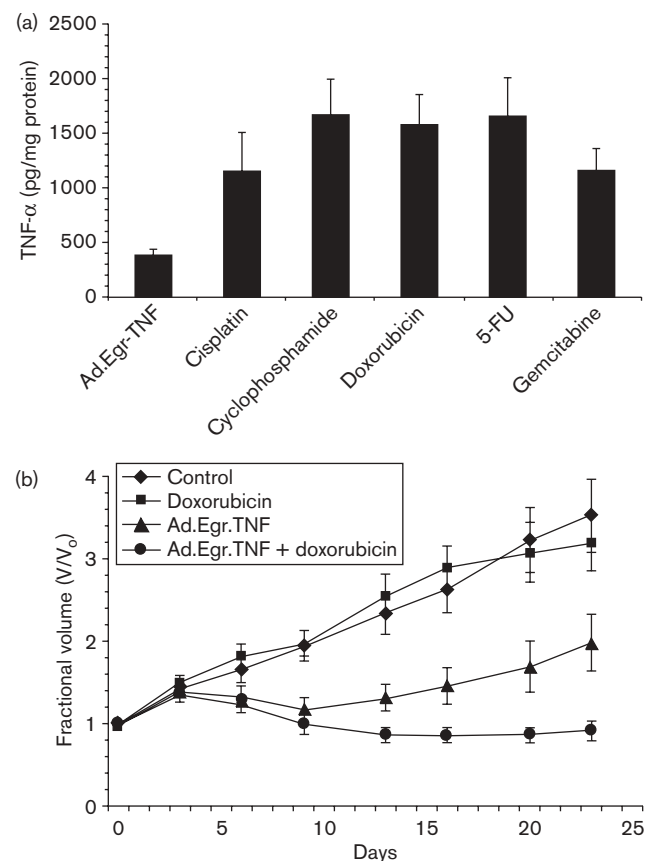 (a)
2500
2000
1500
1000
500
0
TNF-α (pg/mg protein)
Ad.Egr-TNF
Cisplatin
Cyclophosphamide
Doxorubicin
5-FU
Gemcitabine
(b)
Control
Doxorubicin
Ad.Egr.TNF
Ad.Egr.TNF + doxorubicin
4
3
2
1
0
Fractional volume (V/Vo)
0 5 10 15 20 25
Days